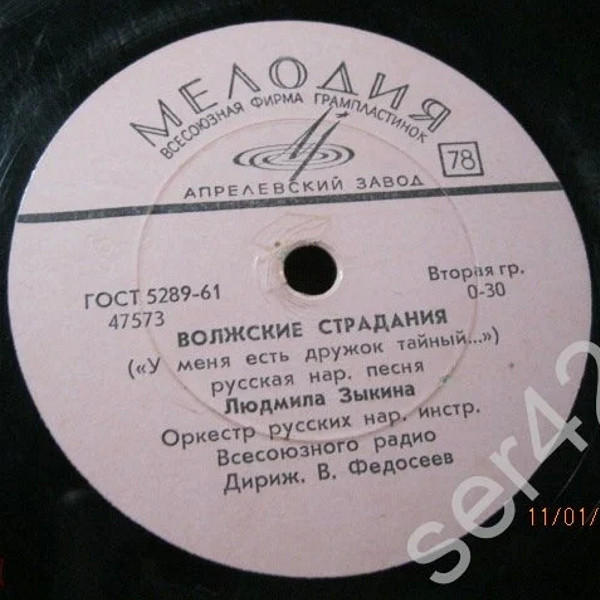 МЕЛОДИЯ
ВСЕСОЮЗНАЯ ФИРМА ГРАМПЛАСТИНОК
78
АПРЕЛЕВСКИЙ ЗАВОД
ГОСТ 5289-61
Вторая гр.
47573
0-30
ВОЛЖСКИЕ СТРАДАНИЯ
(«У меня есть дружок тайный...»)
русская нар. песня
Людмила Зыкина
Оркестр русских нар. инстр.
Всесоюзного радио
Дириж. В. Федосеев
11/01/
ser42